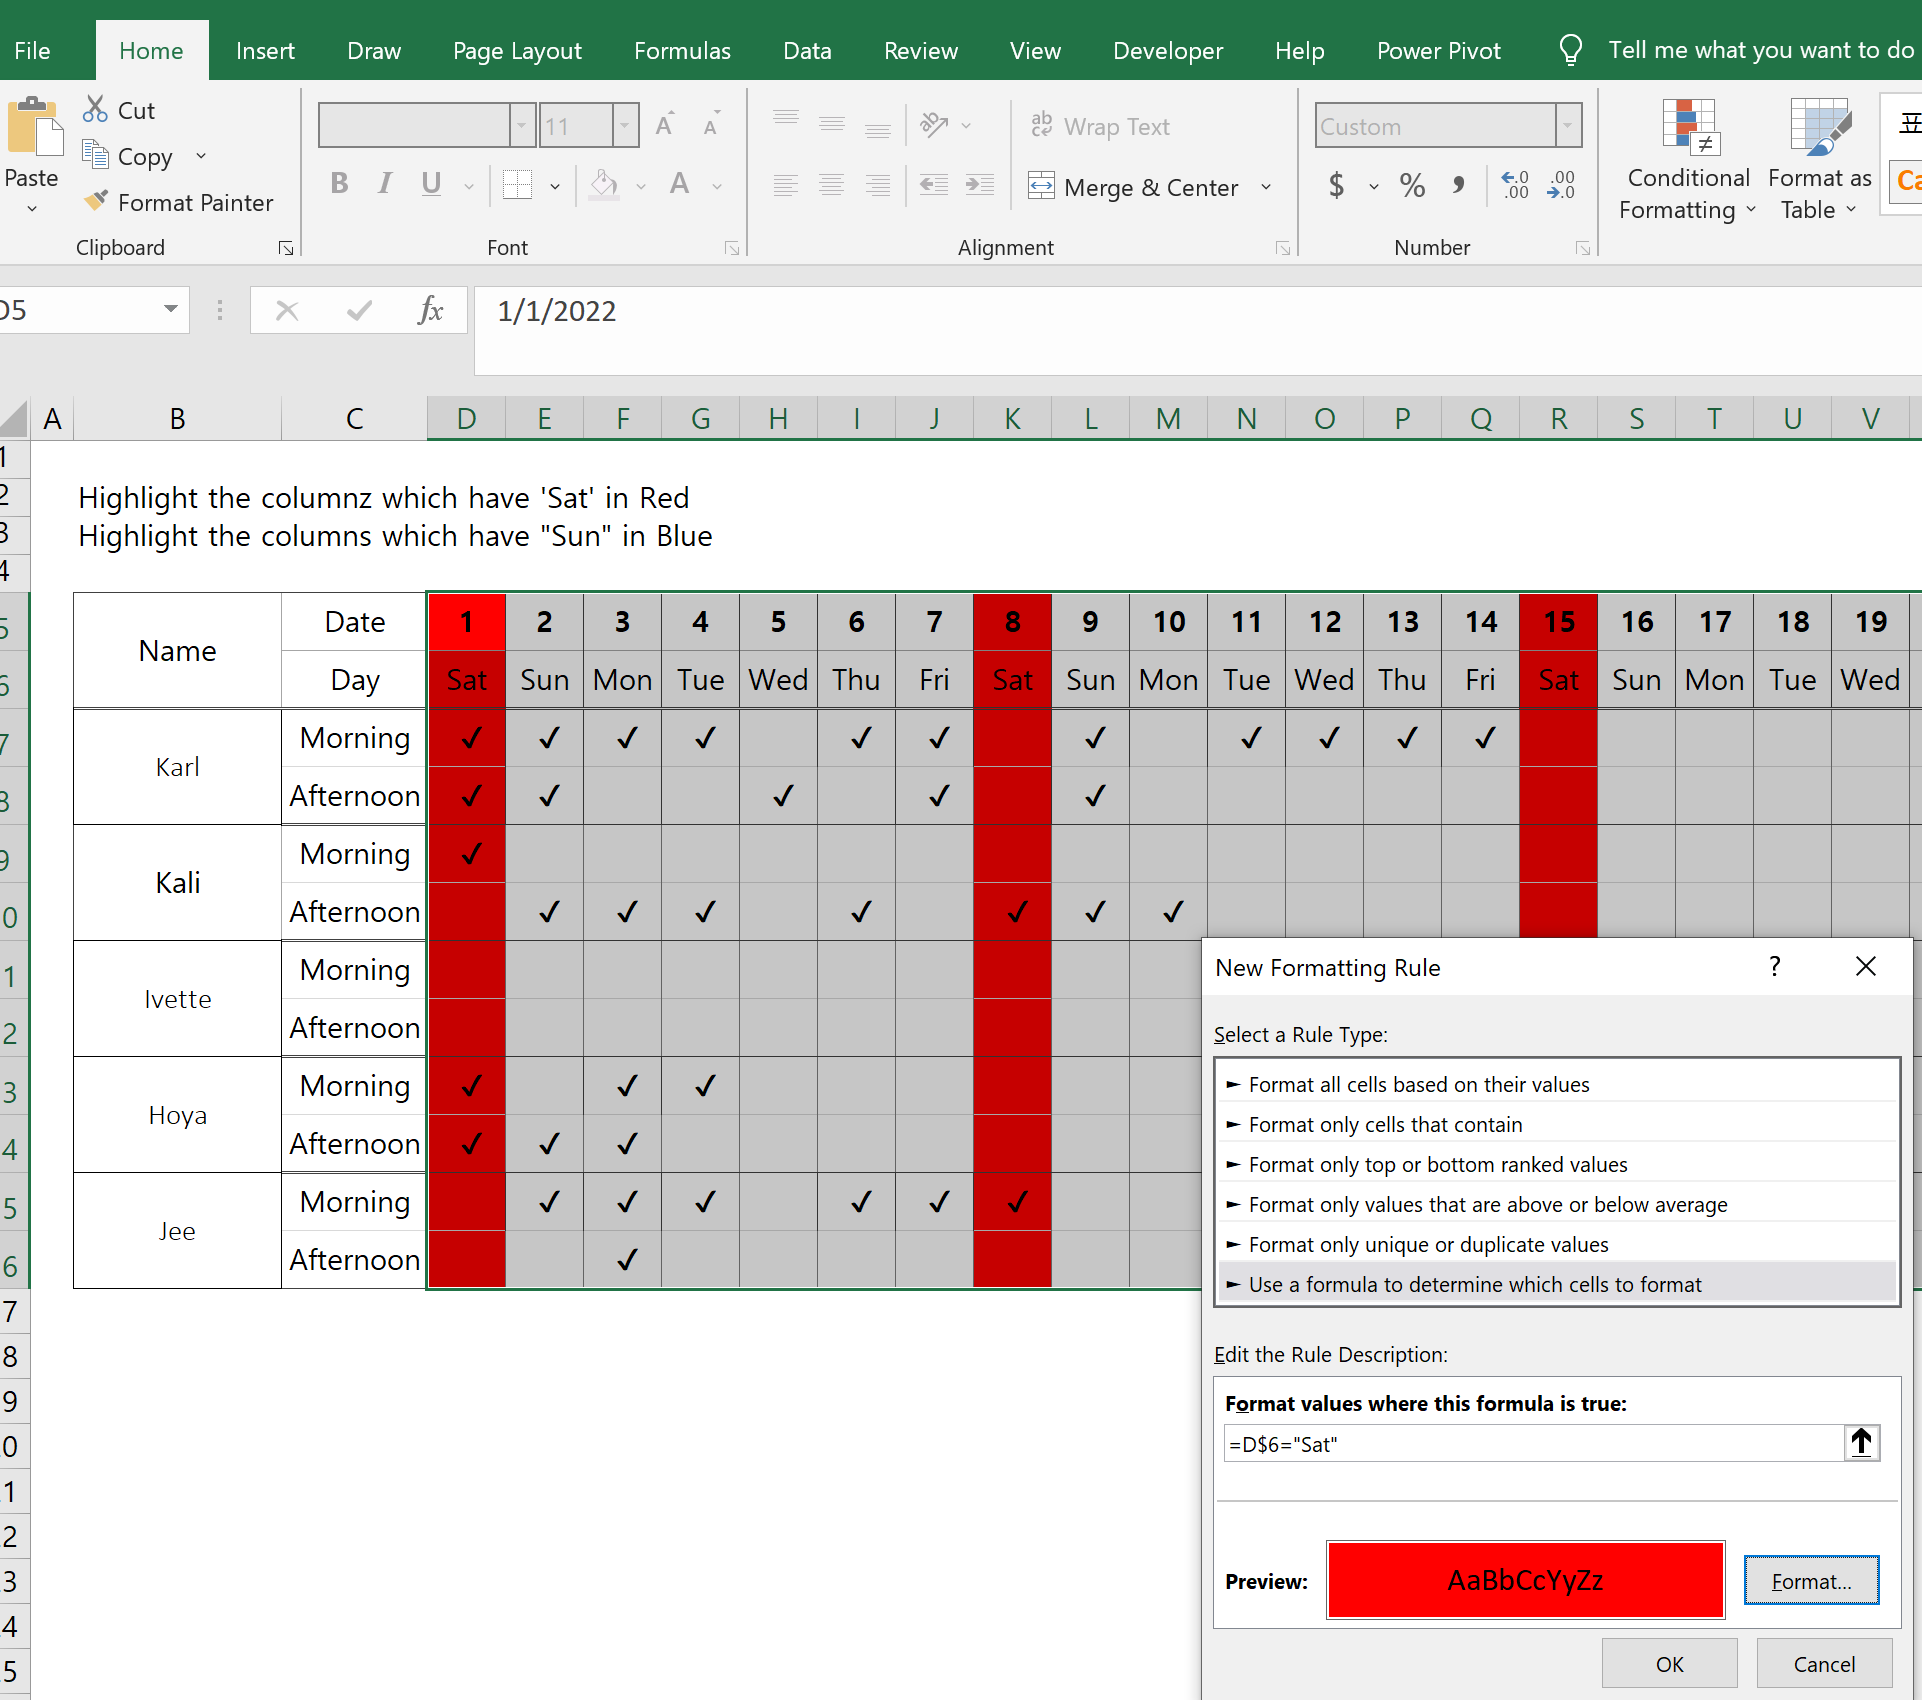 File Home Insert Draw Page Layout Formulas Data Review View Developer Help Power Pivot Tell me what you want to do
Cut
Copy
Format Painter
Paste
Clipboard
11
B I U A
Font
Wrap Text
Merge & Center
Alignment
Custom
$ % ,
Number
Conditional Formatting
Format as Table
D5 fx 1/1/2022
A B C D E F G H I J K L M N O P Q R S T U V
Highlight the columnz which have 'Sat' in Red
Highlight the columns which have "Sun" in Blue
Name Date 1 2 3 4 5 6 7 8 9 10 11 12 13 14 15 16 17 18 19
Day Sat Sun Mon Tue Wed Thu Fri Sat Sun Mon Tue Wed Thu Fri Sat Sun Mon Tue Wed
Karl Morning ✓ ✓ ✓ ✓ ✓ ✓ ✓ ✓ ✓ ✓ ✓
Afternoon ✓ ✓ ✓ ✓ ✓
Kali Morning ✓
Afternoon ✓ ✓ ✓ ✓ ✓ ✓ ✓
Ivette Morning
Afternoon
Hoya Morning ✓ ✓ ✓
Afternoon ✓ ✓ ✓
Jee Morning ✓ ✓ ✓ ✓ ✓ ✓
Afternoon ✓
New Formatting Rule ?
Select a Rule Type:
► Format all cells based on their values
► Format only cells that contain
► Format only top or bottom ranked values
► Format only values that are above or below average
► Format only unique or duplicate values
► Use a formula to determine which cells to format
Edit the Rule Description:
Format values where this formula is true:
=D$6="Sat"
Preview: AaBbCcYyZz Format...
OK Cancel